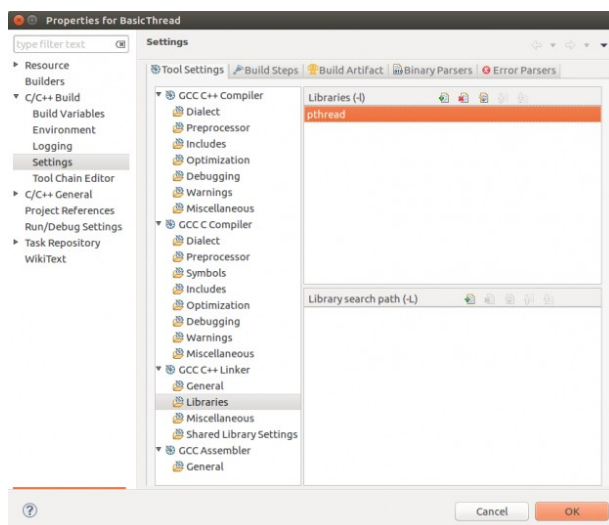 Properties for BasicThread
type filter text
Resource
Builders
C/C++ Build
Build Variables
Environment
Logging
Settings
Tool Chain Editor
C/C++ General
Project References
Run/Debug Settings
Task Repository
WikiText
Settings
Tool Settings
Build Steps
Build Artifact
Binary Parsers
Error Parsers
GCC C++ Compiler
Dialect
Preprocessor
Includes
Optimization
Debugging
Warnings
Miscellaneous
GCC C Compiler
Dialect
Preprocessor
Symbols
Includes
Optimization
Debugging
Warnings
Miscellaneous
GCC C++ Linker
General
Libraries
Miscellaneous
Shared Library Settings
GCC Assembler
General
Libraries (-l)
pthread
Library search path (-L)
Cancel
OK